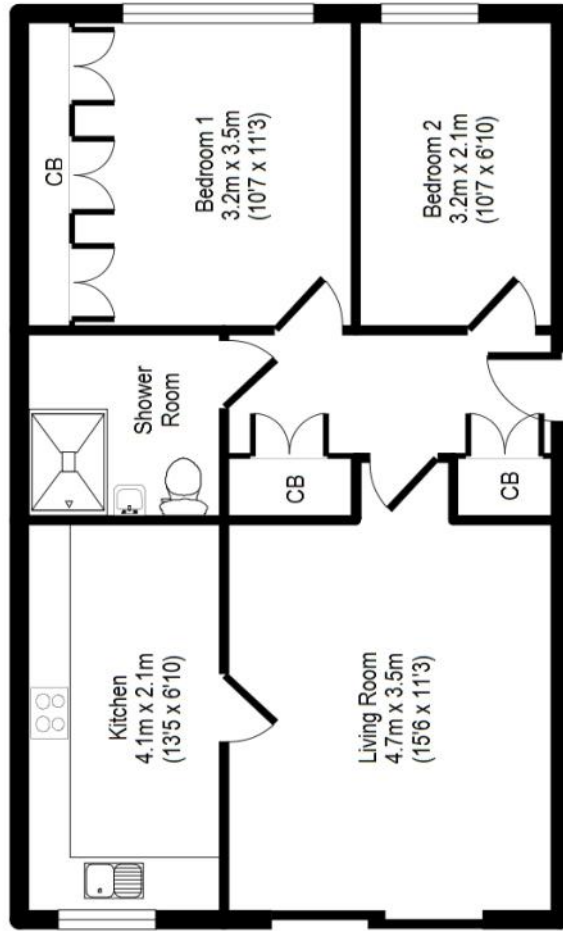 CB
Bedroom 1
3.2m x 3.5m
(10'7 x 11'3)
Bedroom 2
3.2m x 2.1m
(10'7 x 6'10)
Shower
Room
CB
CB
Kitchen
4.1m x 2.1m
(13'5 x 6'10)
Living Room
4.7m x 3.5m
(15'6 x 11'3)